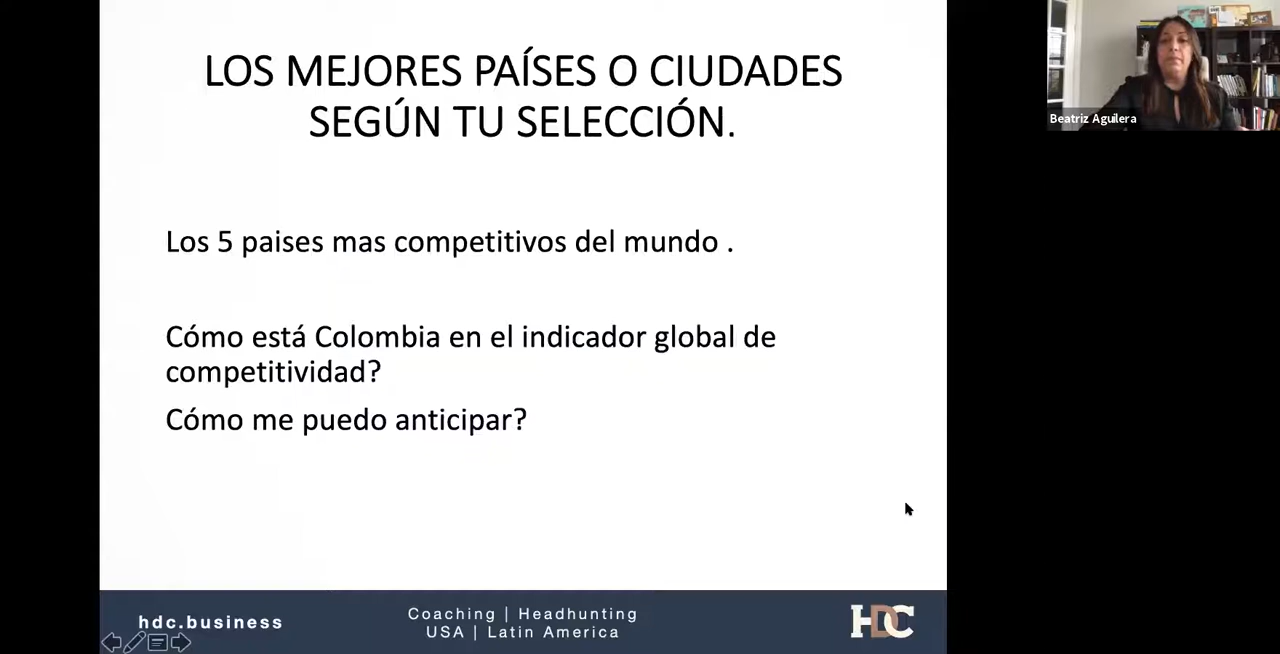 LOS MEJORES PAÍSES O CIUDADES
SEGÚN TU SELECCIÓN.
Beatriz Aguilera
Los 5 paises mas competitivos del mundo .
Cómo está Colombia en el indicador global de
competitividad?
Cómo me puedo anticipar?
hdc.business
Coaching | Headhunting
USA | Latin America
HDC